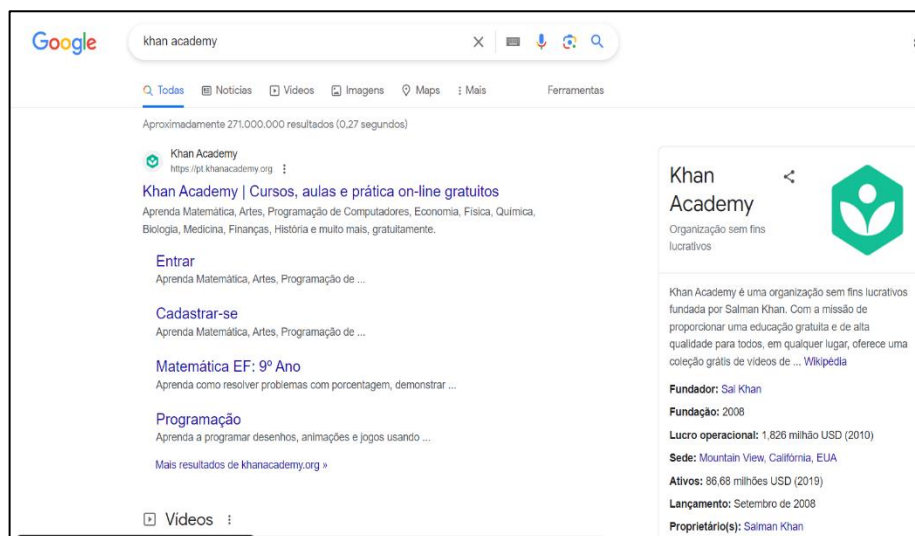 Google
khan academy
Todas
Notícias
Vídeos
Imagens
Maps
Mais
Ferramentas
Aproximadamente 271.000.000 resultados (0,27 segundos)
Khan Academy
https://pt.khanacademy.org
Khan Academy | Cursos, aulas e prática on-line gratuitos
Aprenda Matemática, Artes, Programação de Computadores, Economia, Física, Química,
Biologia, Medicina, Finanças, História e muito mais, gratuitamente.
Entrar
Aprenda Matemática, Artes, Programação de ...
Cadastrar-se
Aprenda Matemática, Artes, Programação de ...
Matemática EF: 9º Ano
Aprenda como resolver problemas com porcentagem, demonstrar ...
Programação
Aprenda a programar desenhos, animações e jogos usando ...
Mais resultados de khanacademy.org »
Vídeos
Khan
Academy
Organização sem fins
lucrativos
Khan Academy é uma organização sem fins lucrativos
fundada por Salman Khan. Com a missão de
proporcionar uma educação gratuita e de alta
qualidade para todos, em qualquer lugar, oferece uma
coleção grátis de vídeos de ... Wikipédia
Fundador: Sal Khan
Fundação: 2008
Lucro operacional: 1,826 milhão USD (2010)
Sede: Mountain View, Califórnia, EUA
Ativos: 86,68 milhões USD (2019)
Lançamento: Setembro de 2008
Proprietário(s): Salman Khan